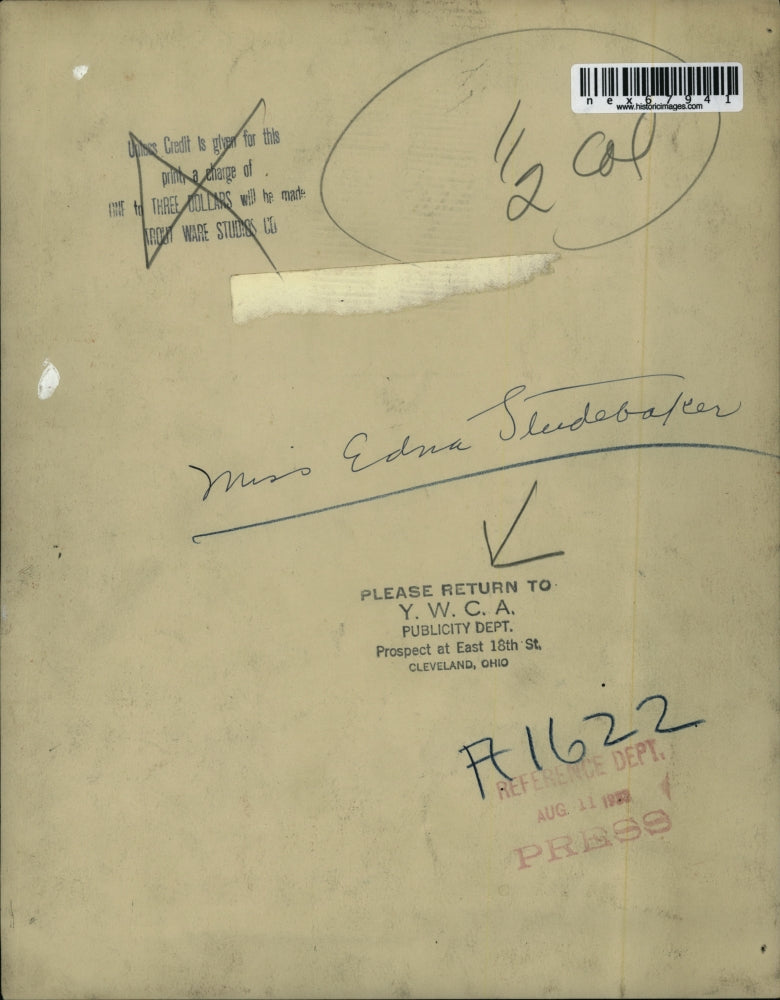 nex67941
www.historicimages.com
1/2 Col
Unless Credit is given for this
print, a charge of
ONE to THREE DOLLARS will be made
TROUT WARE STUDIOS CO
Miss Edna Studebaker
PLEASE RETURN TO
Y. W. C. A.
PUBLICITY DEPT.
Prospect at East 18th St.
CLEVELAND, OHIO
A1622
REFERENCE DEPT.
AUG. 11
PRESS